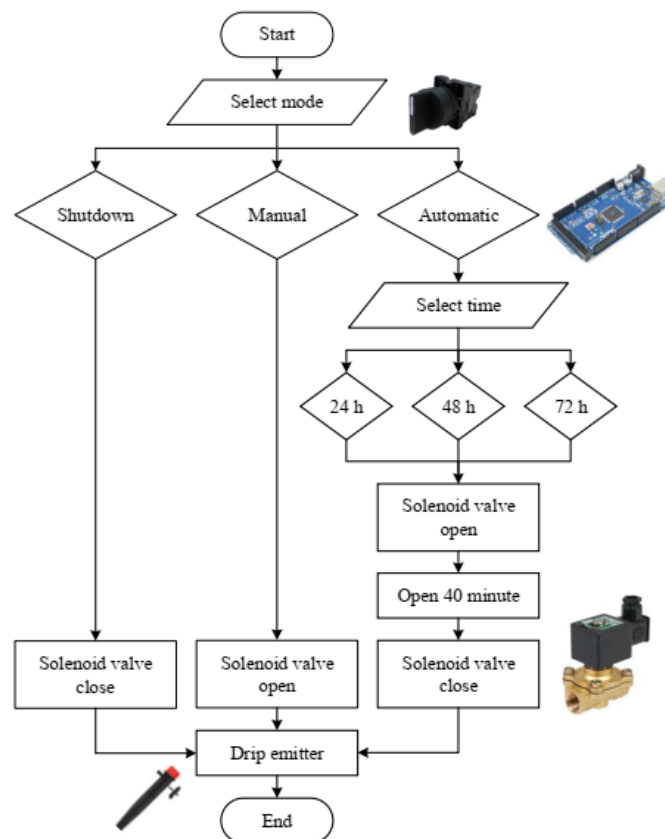 Start
Select mode
Shutdown
Manual
Automatic
Select time
24 h
48 h
72 h
Solenoid valve
open
Open 40 minute
Solenoid valve
close
Solenoid valve
open
Solenoid valve
close
Drip emitter
End